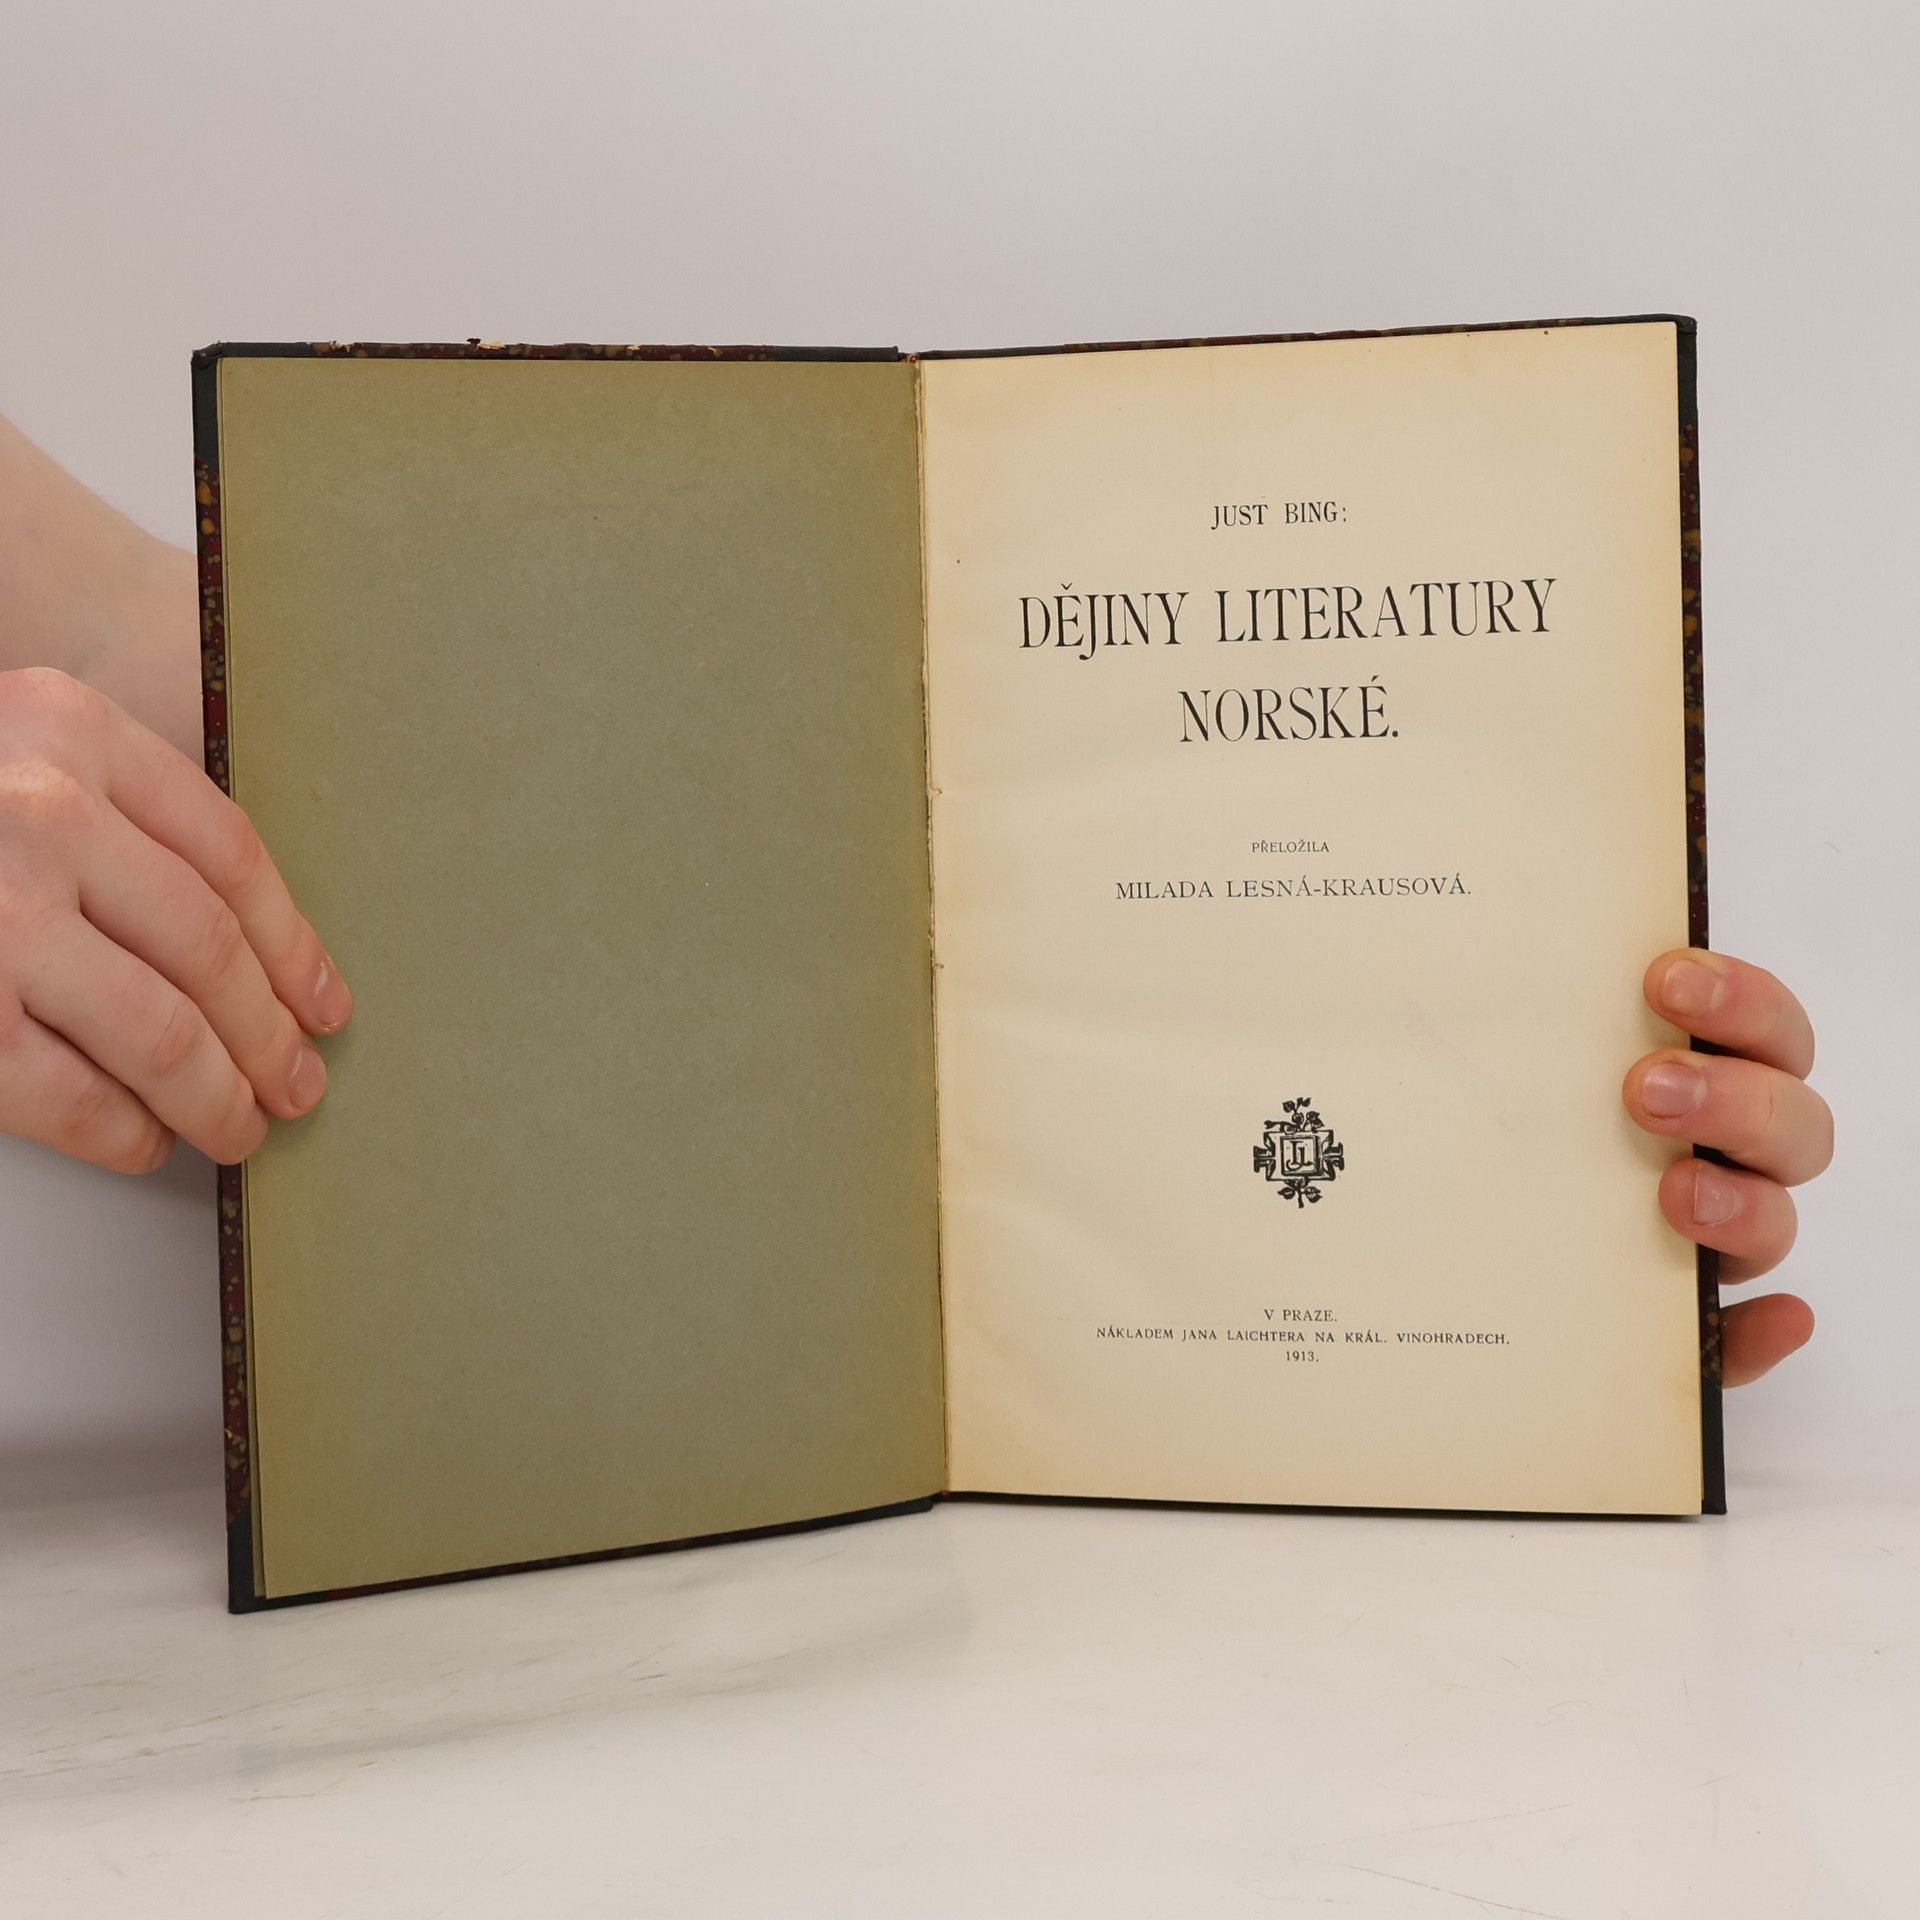 JUST BING:
DĚJINY LITERATURY
NORSKÉ.
PŘELOŽILA
MILADA LESNÁ-KRAUSOVÁ.
JL
V PRAZE.
NÁKLADEM JANA LAICHTERA NA KRÁL. VINOHRADECH.
1913.